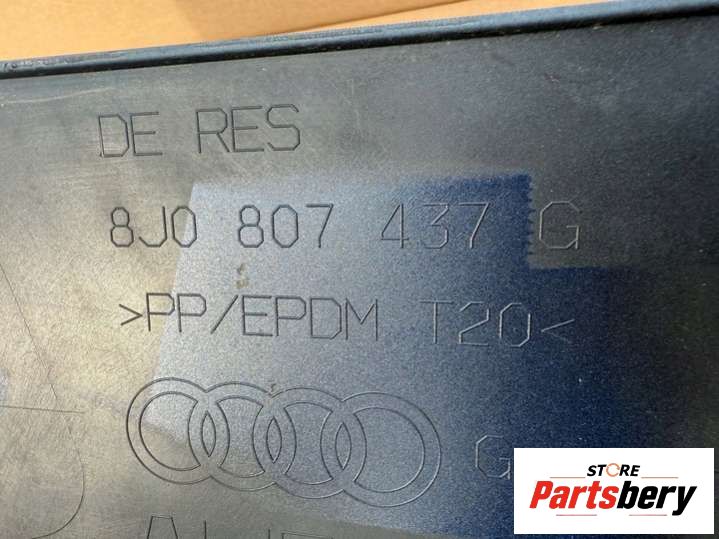 DE RES
8J0 807 437 G
>PP/EPDM T20<
G
STORE
Partsbery